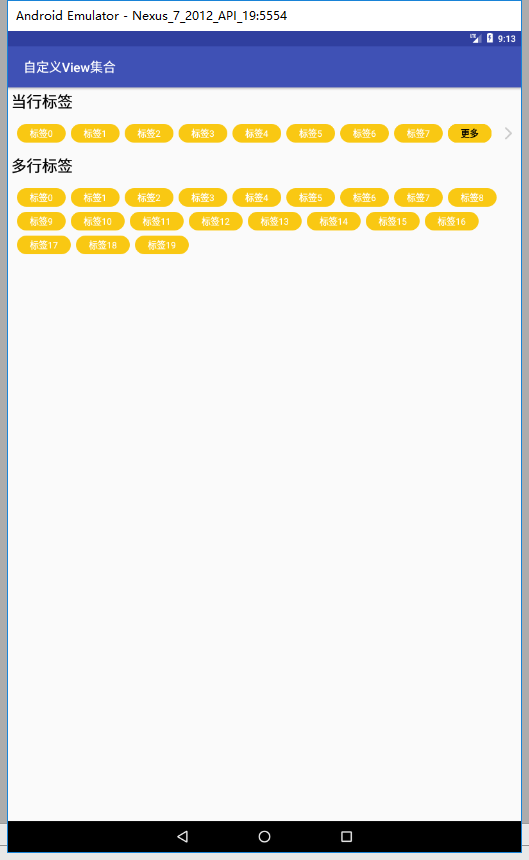 Android Emulator - Nexus_7_2012_API_19:5554
LTE 9:13
自定义View集合
当行标签
标签0 标签1 标签2 标签3 标签4 标签5 标签6 标签7 更多
多行标签
标签0 标签1 标签2 标签3 标签4 标签5 标签6 标签7 标签8
标签9 标签10 标签11 标签12 标签13 标签14 标签15 标签16
标签17 标签18 标签19